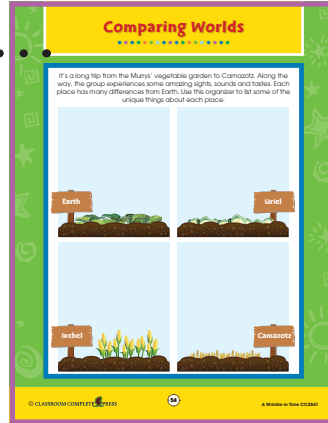 Comparing Worlds
It's a long trip from the Murrys' vegetable garden to Camazotz. Along the
way, the group experiences some amazing sights, sounds and tastes. Each
place has many differences from Earth. Use this organizer to list some of the
unique things about each place.
Earth
Uriel
Ixchel
Camazotz
© CLASSROOM COMPLETE PRESS
54
A Wrinkle in Time CC2541